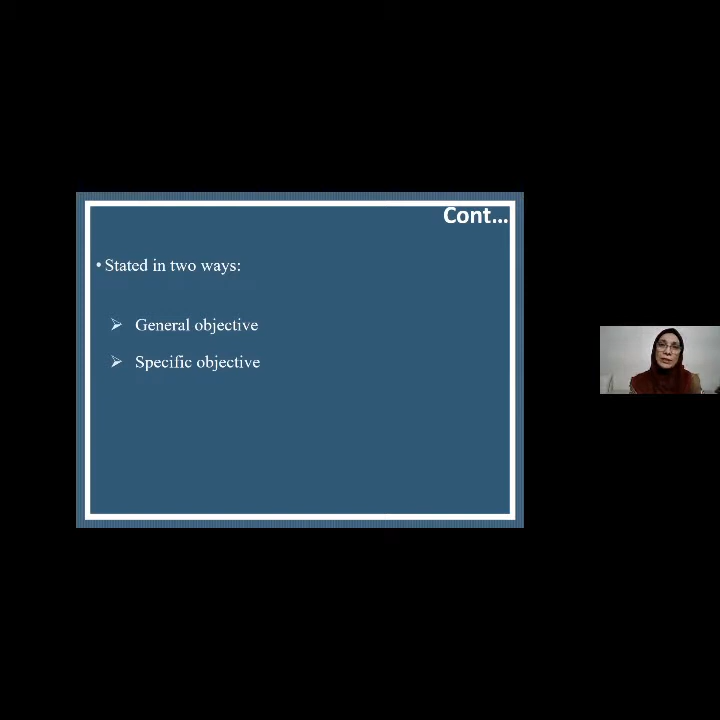 Cont...
• Stated in two ways:
➢ General objective
➢ Specific objective